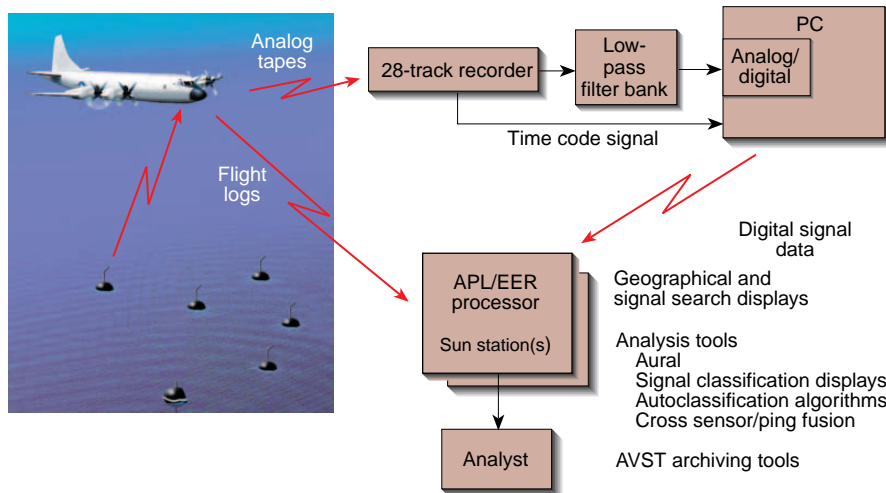 Analog
tapes
28-track recorder
Low-
pass
filter bank
PC
Analog/
digital
Time code signal
Flight
logs
Digital signal
data
APL/EER
processor
Sun station(s)
Geographical and
signal search displays
Analysis tools
Aural
Signal classification displays
Autoclassification algorithms
Cross sensor/ping fusion
Analyst
AVST archiving tools